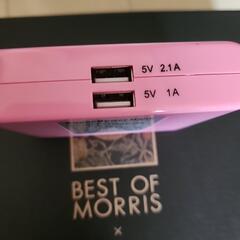 5V 2.1A
5V 1A
BEST OF
MORRIS
×